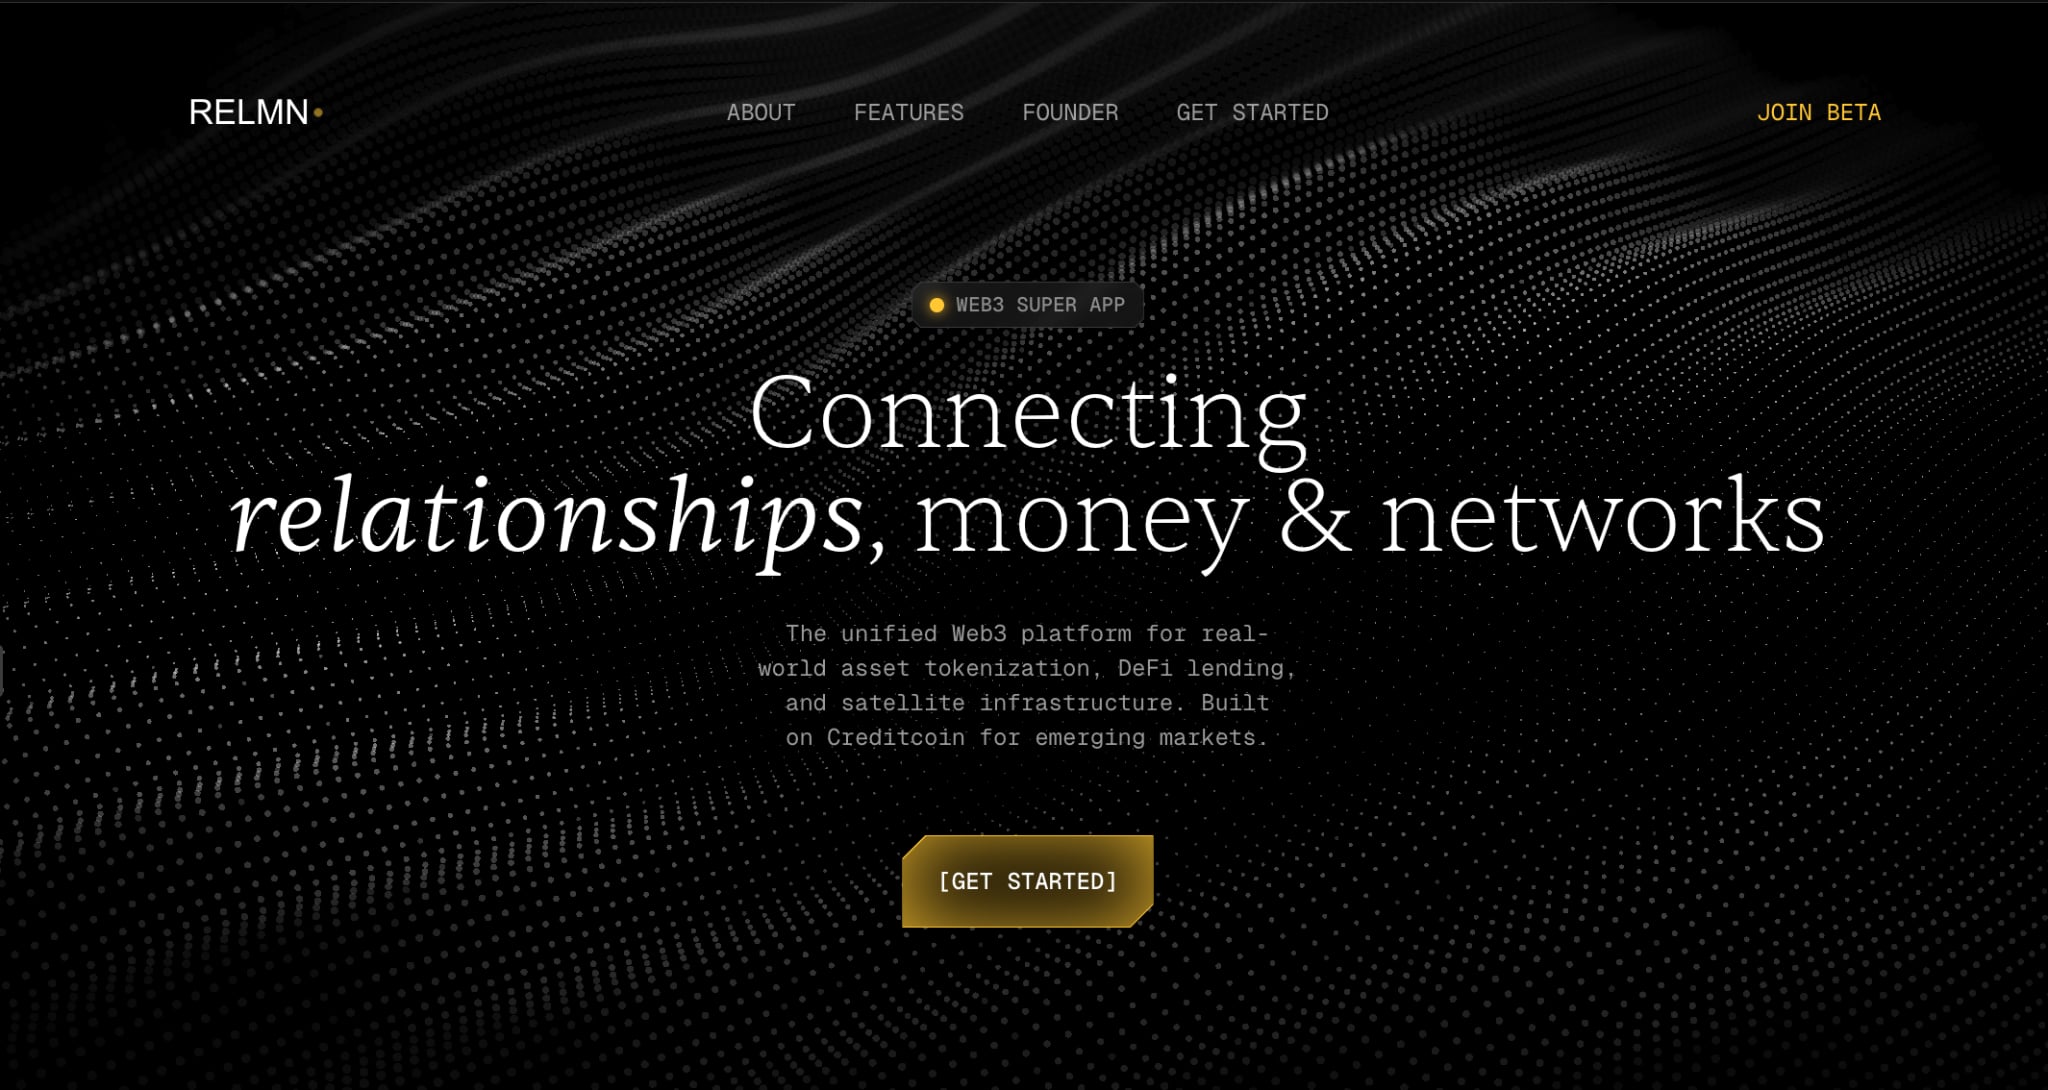 RELMN
ABOUT
FEATURES
FOUNDER
GET STARTED
JOIN BETA
WEB3 SUPER APP
Connecting
relationships, money & networks
The unified Web3 platform for real-
world asset tokenization, DeFi lending,
and satellite infrastructure. Built
on Creditcoin for emerging markets.
[GET STARTED]